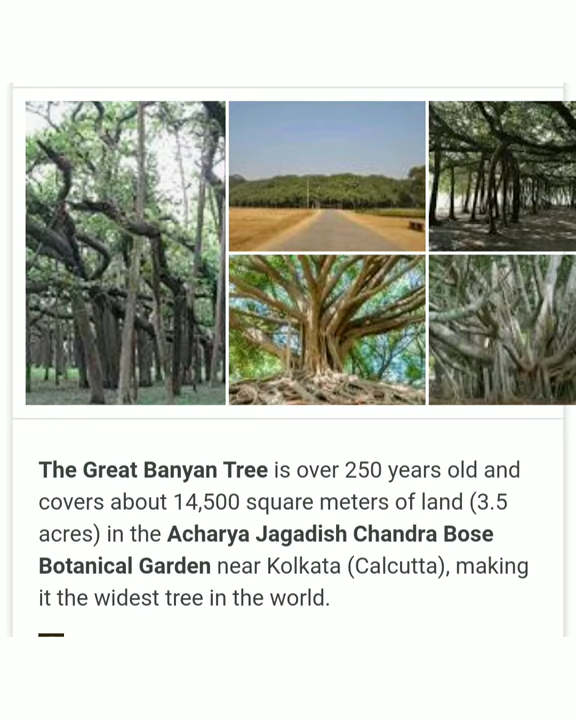 The Great Banyan Tree is over 250 years old and
covers about 14,500 square meters of land (3.5
acres) in the Acharya Jagadish Chandra Bose
Botanical Garden near Kolkata (Calcutta), making
it the widest tree in the world.